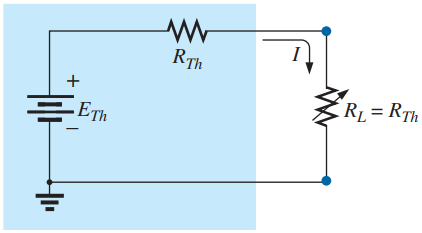 R_Th
I
+
E_Th
–
R_L = R_Th